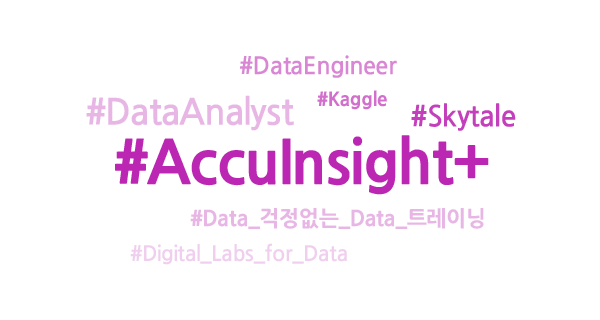 #DataEngineer
#Kaggle
#DataAnalyst
#Skytale
#AccuInsight+
#Data_걱정없는_Data_트레이닝
#Digital_Labs_for_Data